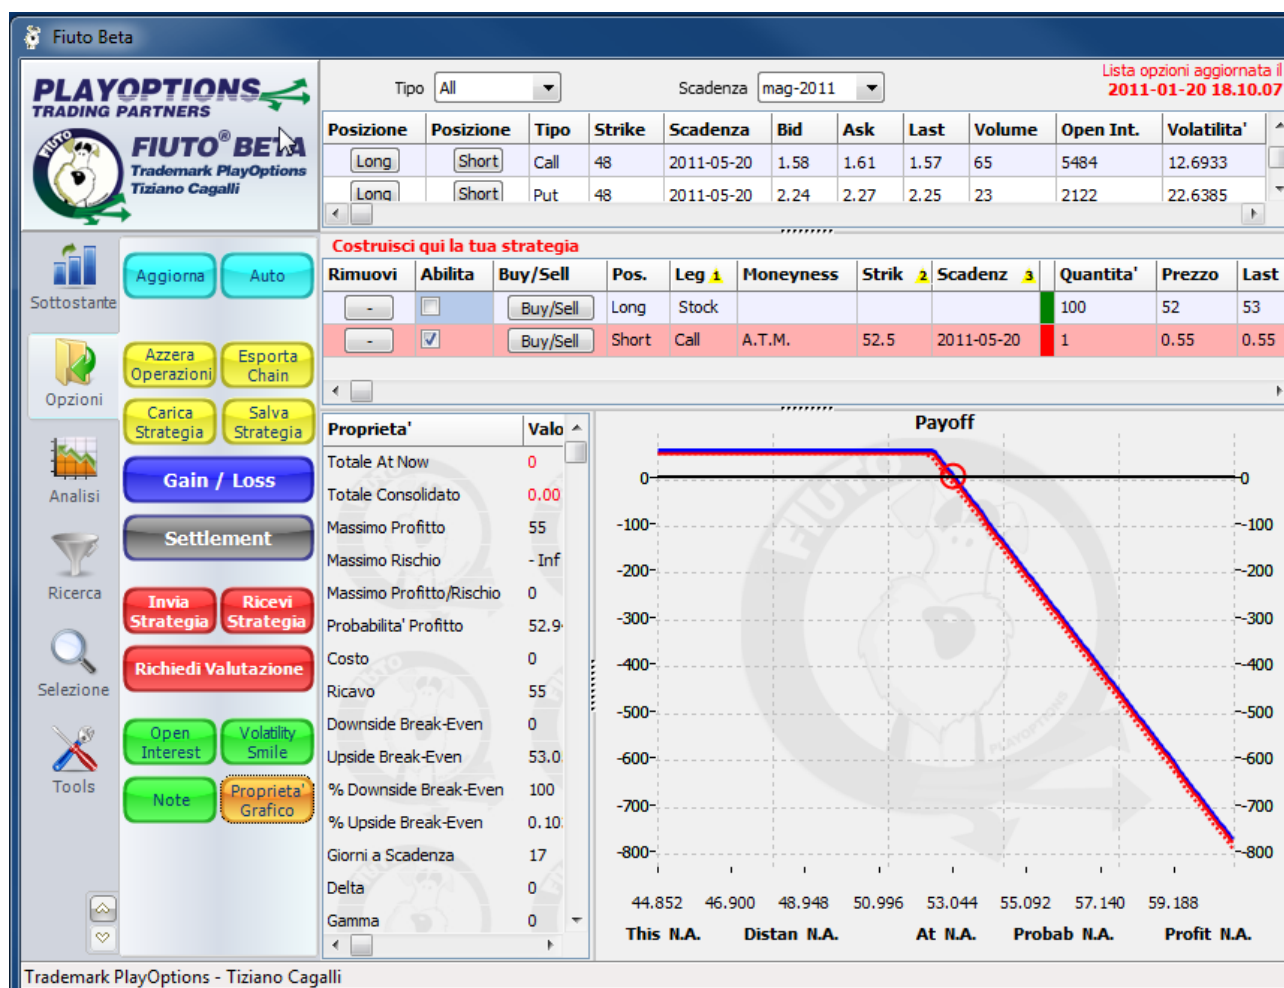 Fiuto Beta
PLAYOPTIONS
TRADING PARTNERS
FIUTO
FIUTO® BETA
Trademark PlayOptions
Tiziano Cagalli
Tipo All Scadenza mag-2011
Lista opzioni aggiornata il
2011-01-20 18.10.07
Posizione Posizione Tipo Strike Scadenza Bid Ask Last Volume Open Int. Volatilita'
Long Short Call 48 2011-05-20 1.58 1.61 1.57 65 5484 12.6933
Long Short Put 48 2011-05-20 2.24 2.27 2.25 23 2122 22.6385
Costruisci qui la tua strategia
Rimuovi Abilita Buy/Sell Pos. Leg 1 Moneyness Strik 2 Scadenz 3 Quantita' Prezzo Last
- Buy/Sell Long Stock 100 52 53
- Buy/Sell Short Call A.T.M. 52.5 2011-05-20 1 0.55 0.55
Sottostante
Opzioni
Analisi
Ricerca
Selezione
Tools
Aggiorna Auto
Azzera Operazioni
Esporta Chain
Carica Strategia
Salva Strategia
Gain / Loss
Settlement
Invia Strategia
Ricevi Strategia
Richiedi Valutazione
Open Interest
Volatility Smile
Note
Proprieta' Grafico
Proprieta' Valo
Totale At Now 0
Totale Consolidato 0.00
Massimo Profitto 55
Massimo Rischio - Inf
Massimo Profitto/Rischio 0
Probabilita' Profitto 52.9
Costo 0
Ricavo 55
Downside Break-Even 0
Upside Break-Even 53.0
% Downside Break-Even 100
% Upside Break-Even 0.10
Giorni a Scadenza 17
Delta 0
Gamma 0
Payoff
FIUTO
PLAYOPTIONS
0 0
-100 -100
-200 -200
-300 -300
-400 -400
-500 -500
-600 -600
-700 -700
-800 -800
44.852 46.900 48.948 50.996 53.044 55.092 57.140 59.188
This N.A. Distan N.A. At N.A. Probab N.A. Profit N.A.
Trademark PlayOptions - Tiziano Cagalli